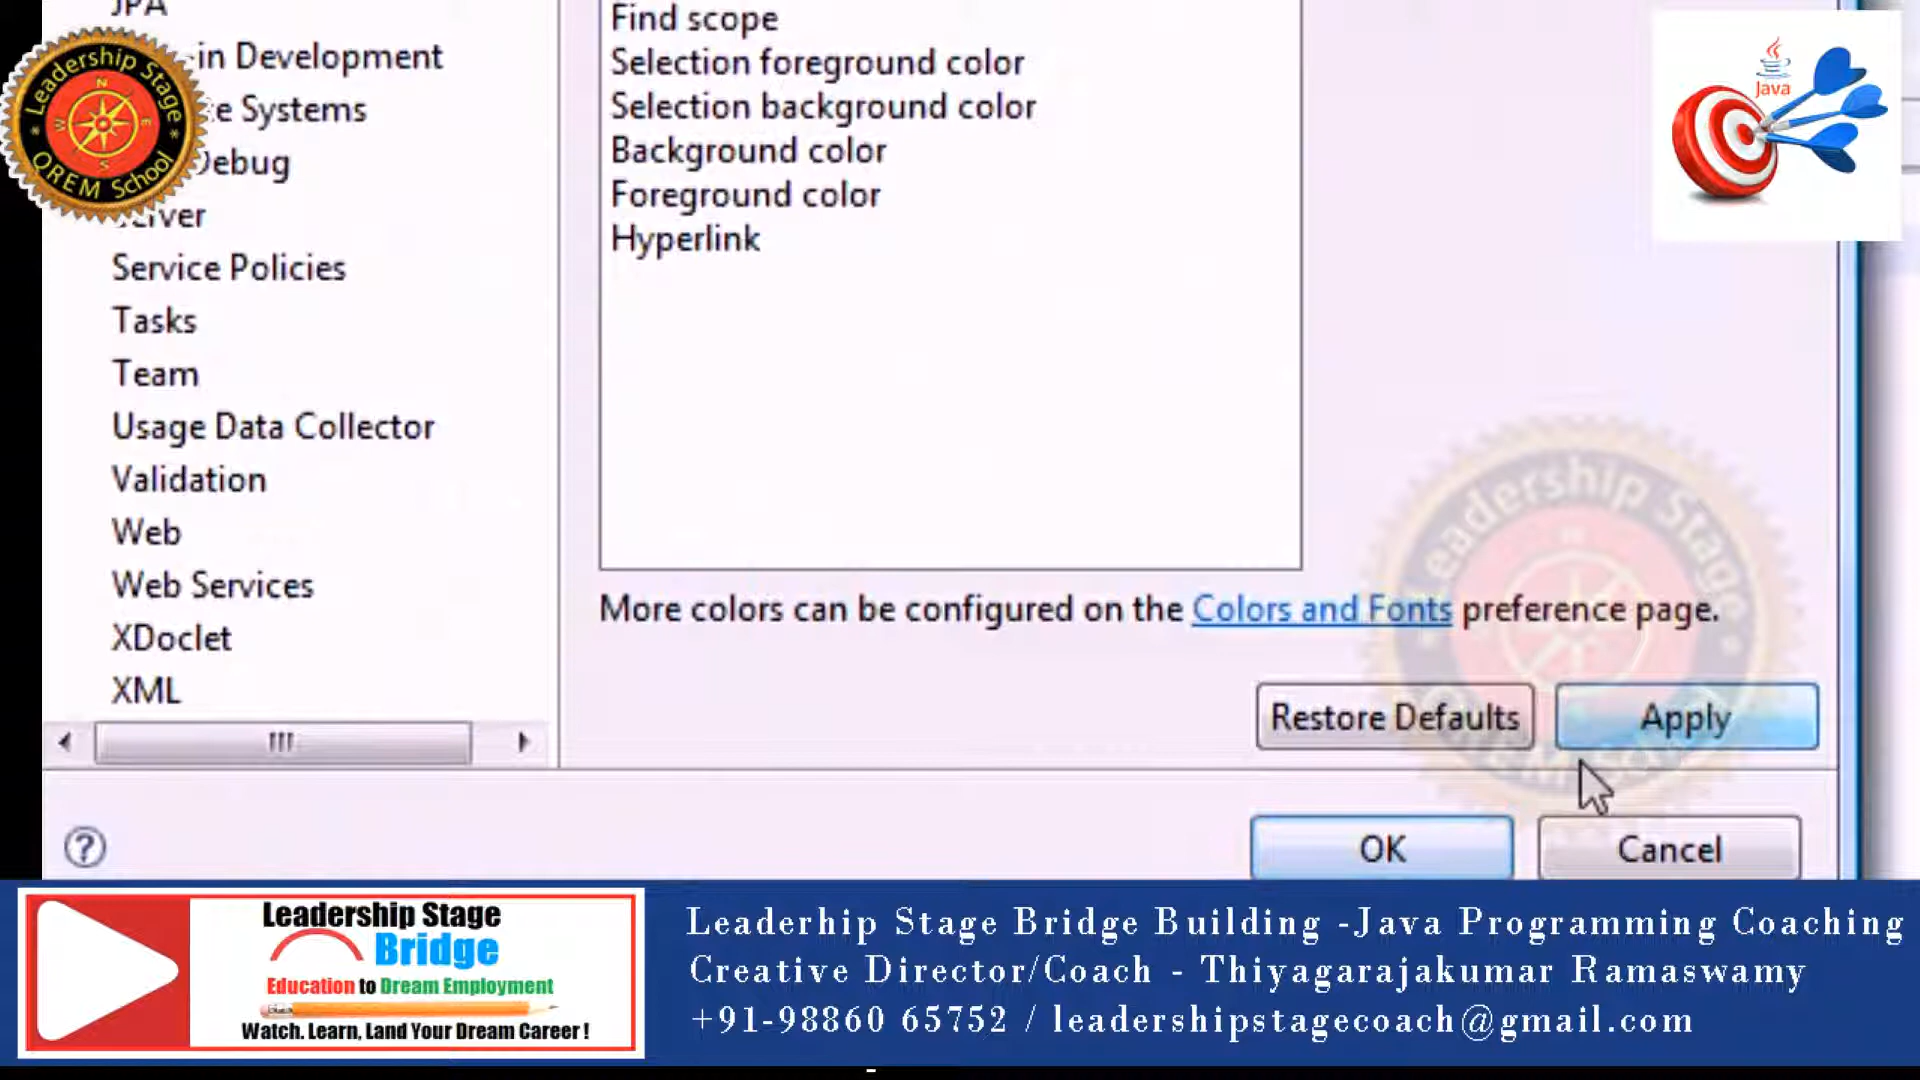 JPA
-in Development
e Systems
Debug
Server
Service Policies
Tasks
Team
Usage Data Collector
Validation
Web
Web Services
XDoclet
XML
Find scope
Selection foreground color
Selection background color
Background color
Foreground color
Hyperlink
More colors can be configured on the Colors and Fonts preference page.
Restore Defaults
Apply
OK
Cancel
?
Leadership Stage
QREM School
N
E
S
W
Java
Leadership Stage
Leadership Stage
Bridge
Education to Dream Employment
Watch. Learn, Land Your Dream Career !
Leaderhip Stage Bridge Building -Java Programming Coaching
Creative Director/Coach - Thiyagarajakumar Ramaswamy
+91-98860 65752 / leadershipstagecoach@gmail.com